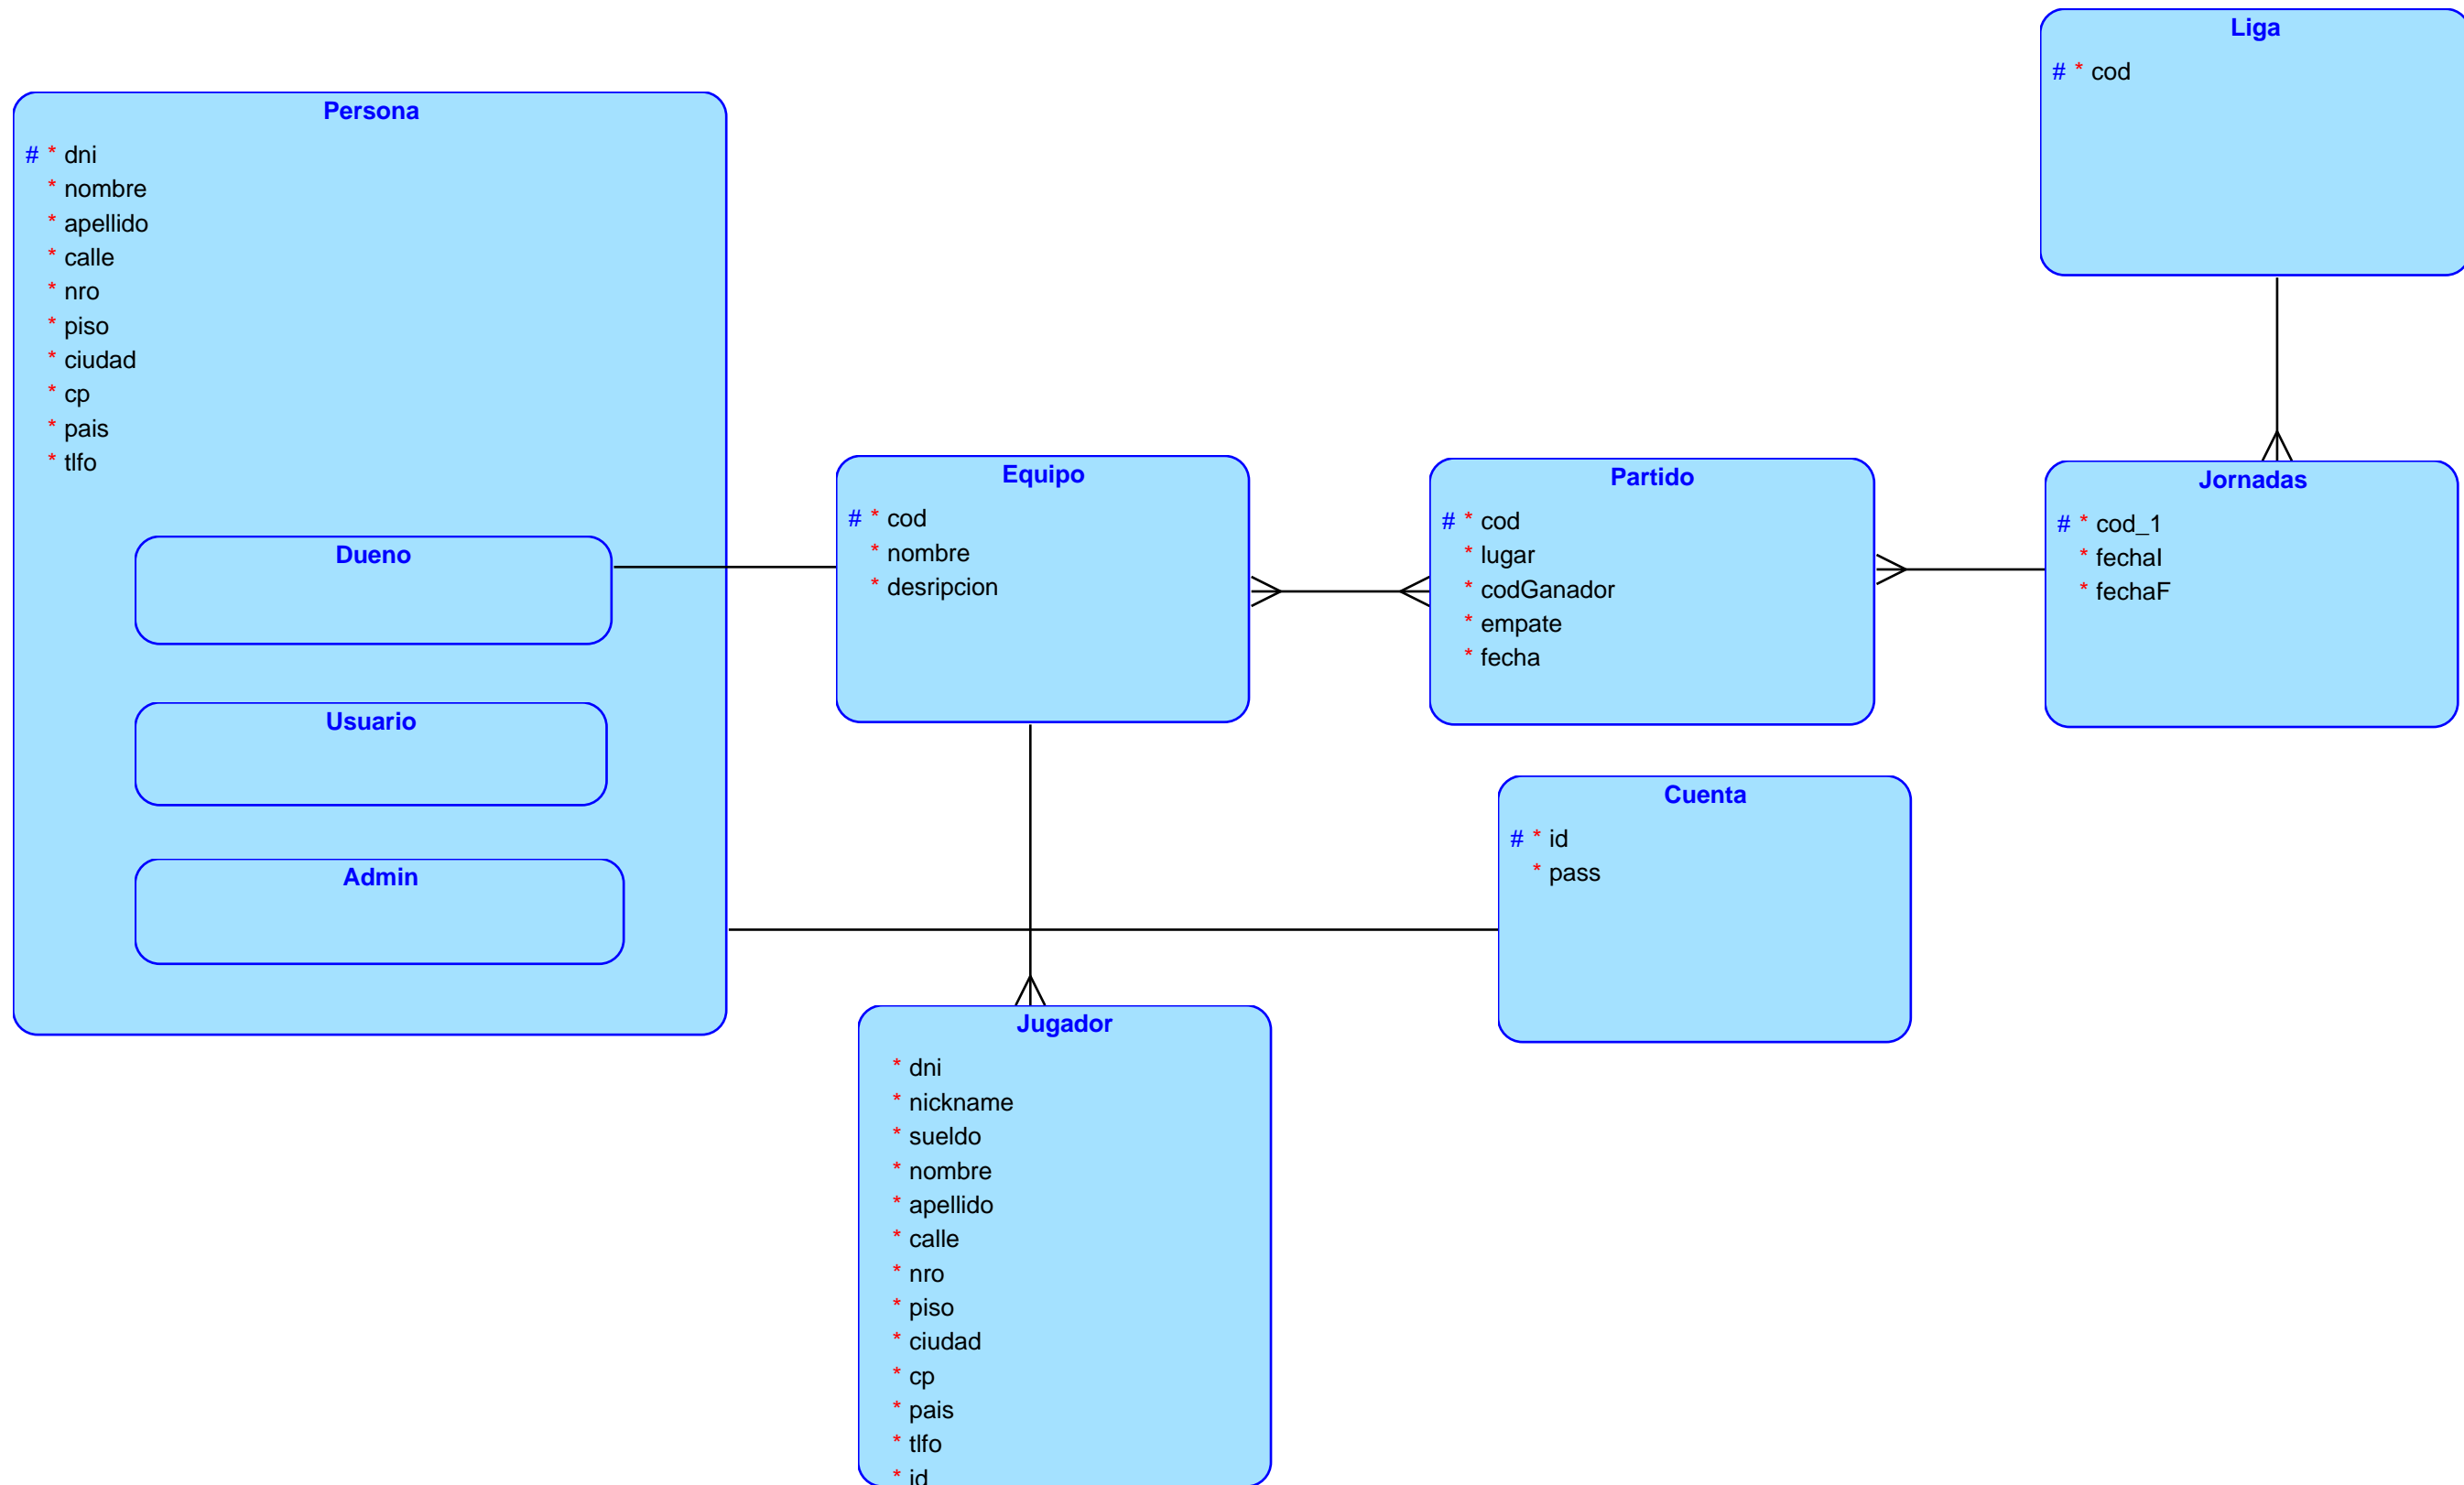 Liga
# * cod
Persona
# * dni
* nombre
* apellido
* calle
* nro
* piso
* ciudad
* cp
* pais
* tlfo
Dueno
Usuario
Admin
Equipo
# * cod
* nombre
* desripcion
Partido
# * cod
* lugar
* codGanador
* empate
* fecha
Jornadas
# * cod_1
* fechaI
* fechaF
Cuenta
# * id
* pass
Jugador
* dni
* nickname
* sueldo
* nombre
* apellido
* calle
* nro
* piso
* ciudad
* cp
* pais
* tlfo
* id